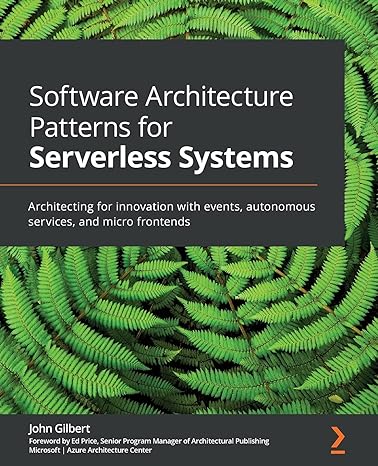 Software Architecture
Patterns for
Serverless Systems
Architecting for innovation with events, autonomous
services, and micro frontends
John Gilbert
Foreword by Ed Price, Senior Program Manager of Architectural Publishing
Microsoft | Azure Architecture Center